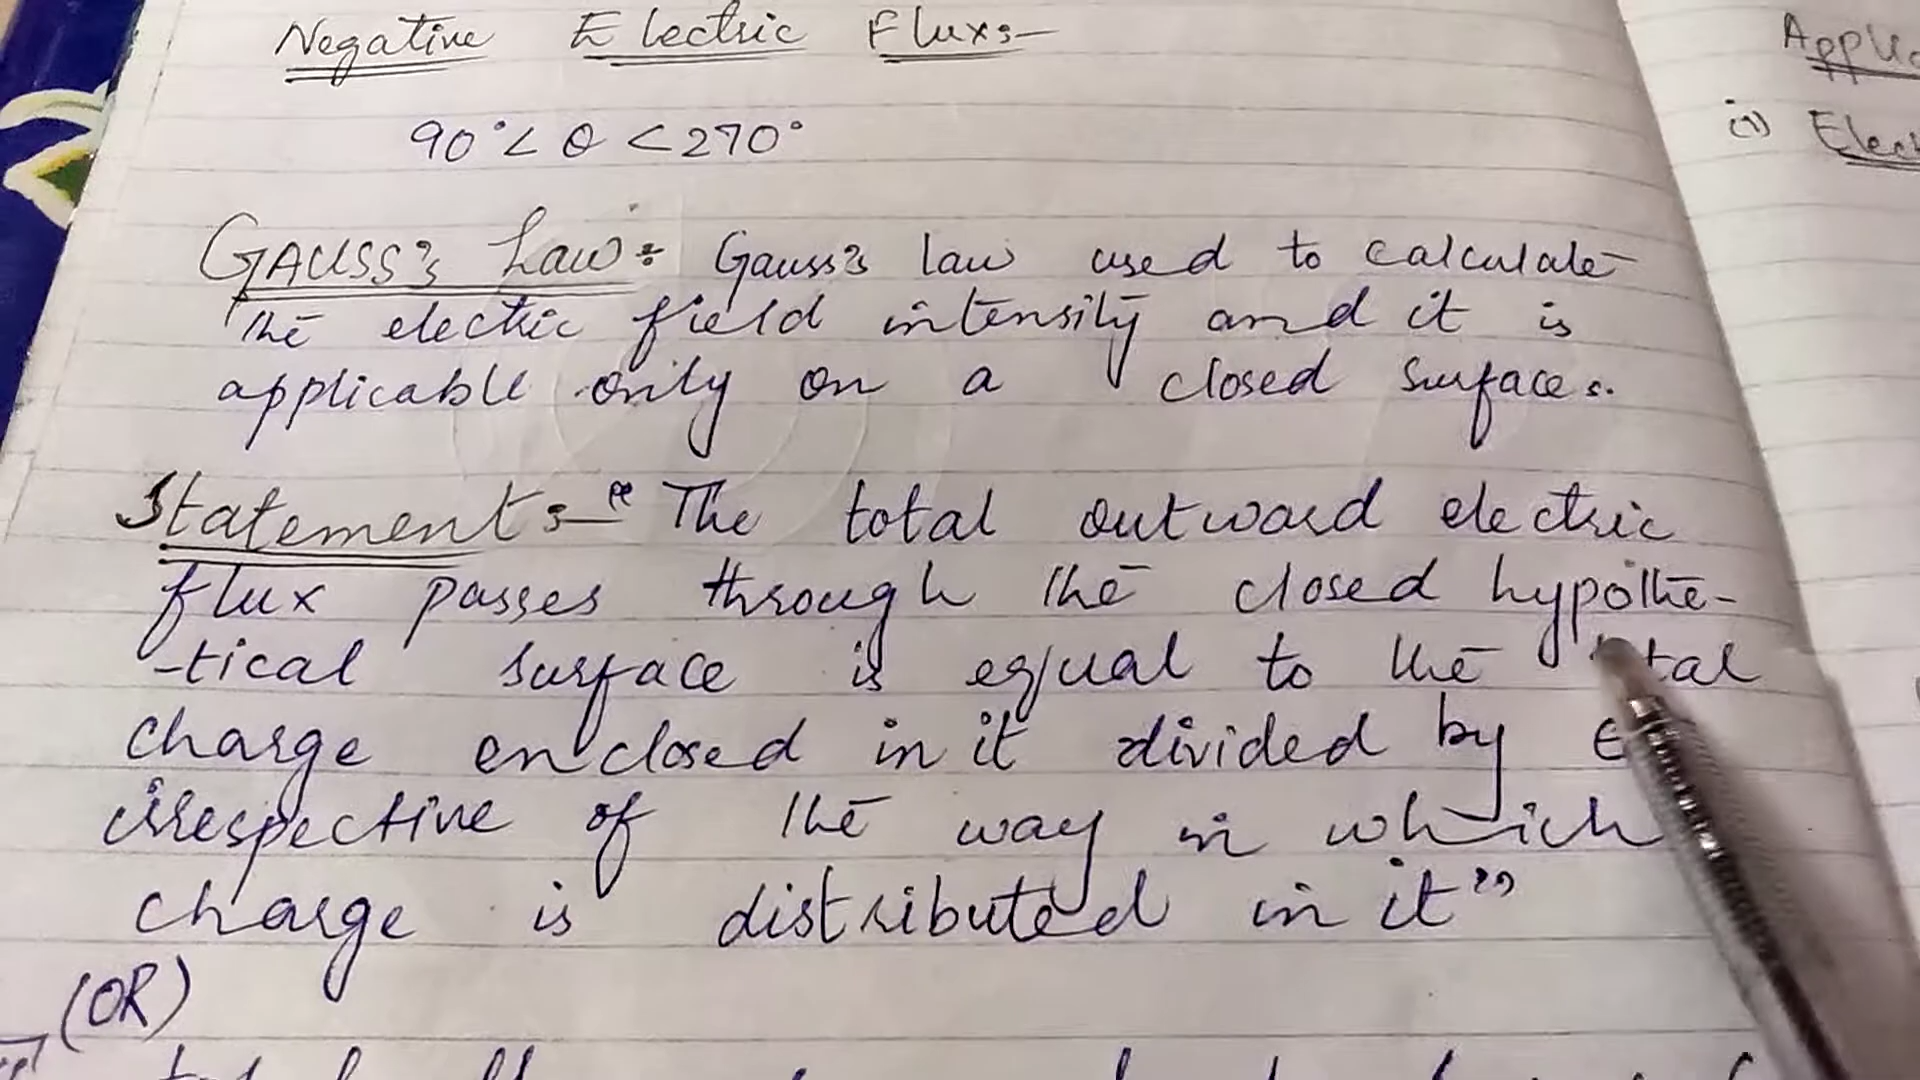 Negative Electric Flux:-
90° < θ < 270°
GAUSS's Law:- Gauss's law used to calculate
the electric field intensity and it is
applicable only on a closed surfaces.
Statement:- "The total outward electric
flux passes through the closed hypothe-
-tical surface is equal to the total
charge enclosed in it divided by ε
irrespective of the way in which
charge is distributed in it"
(OR)
(i)